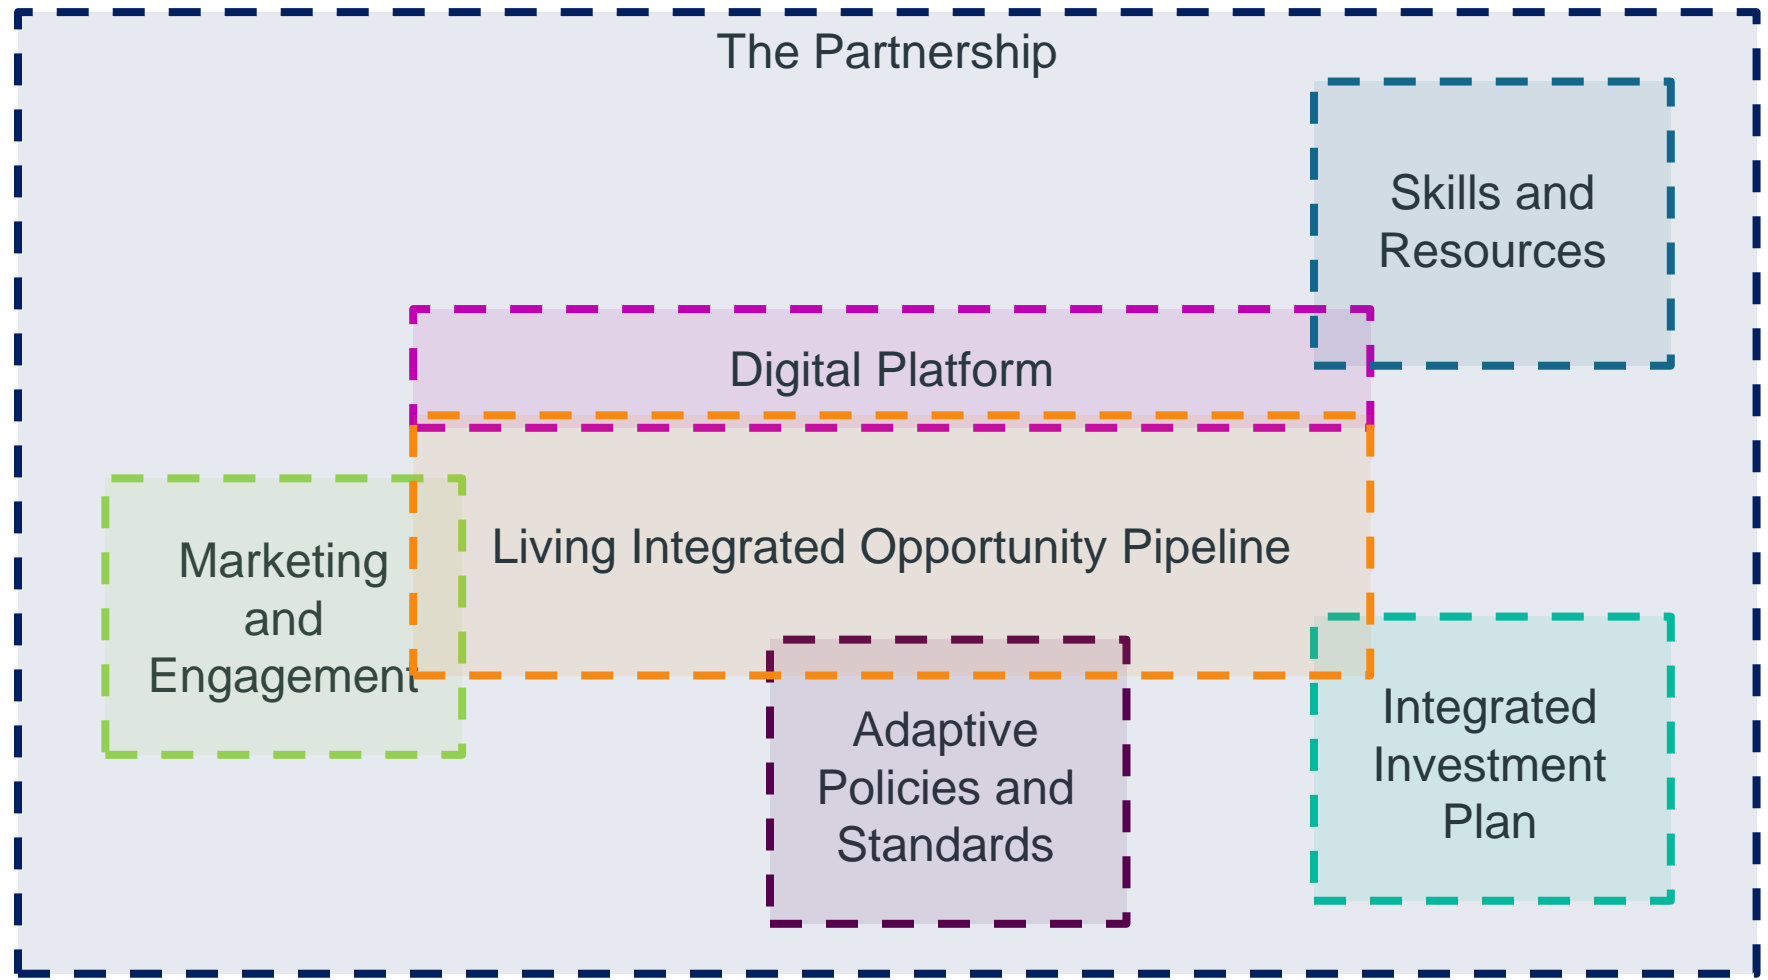 The Partnership
Skills and
Resources
Digital Platform
Living Integrated Opportunity Pipeline
Marketing
and
Engagement
Adaptive
Policies and
Standards
Integrated
Investment
Plan